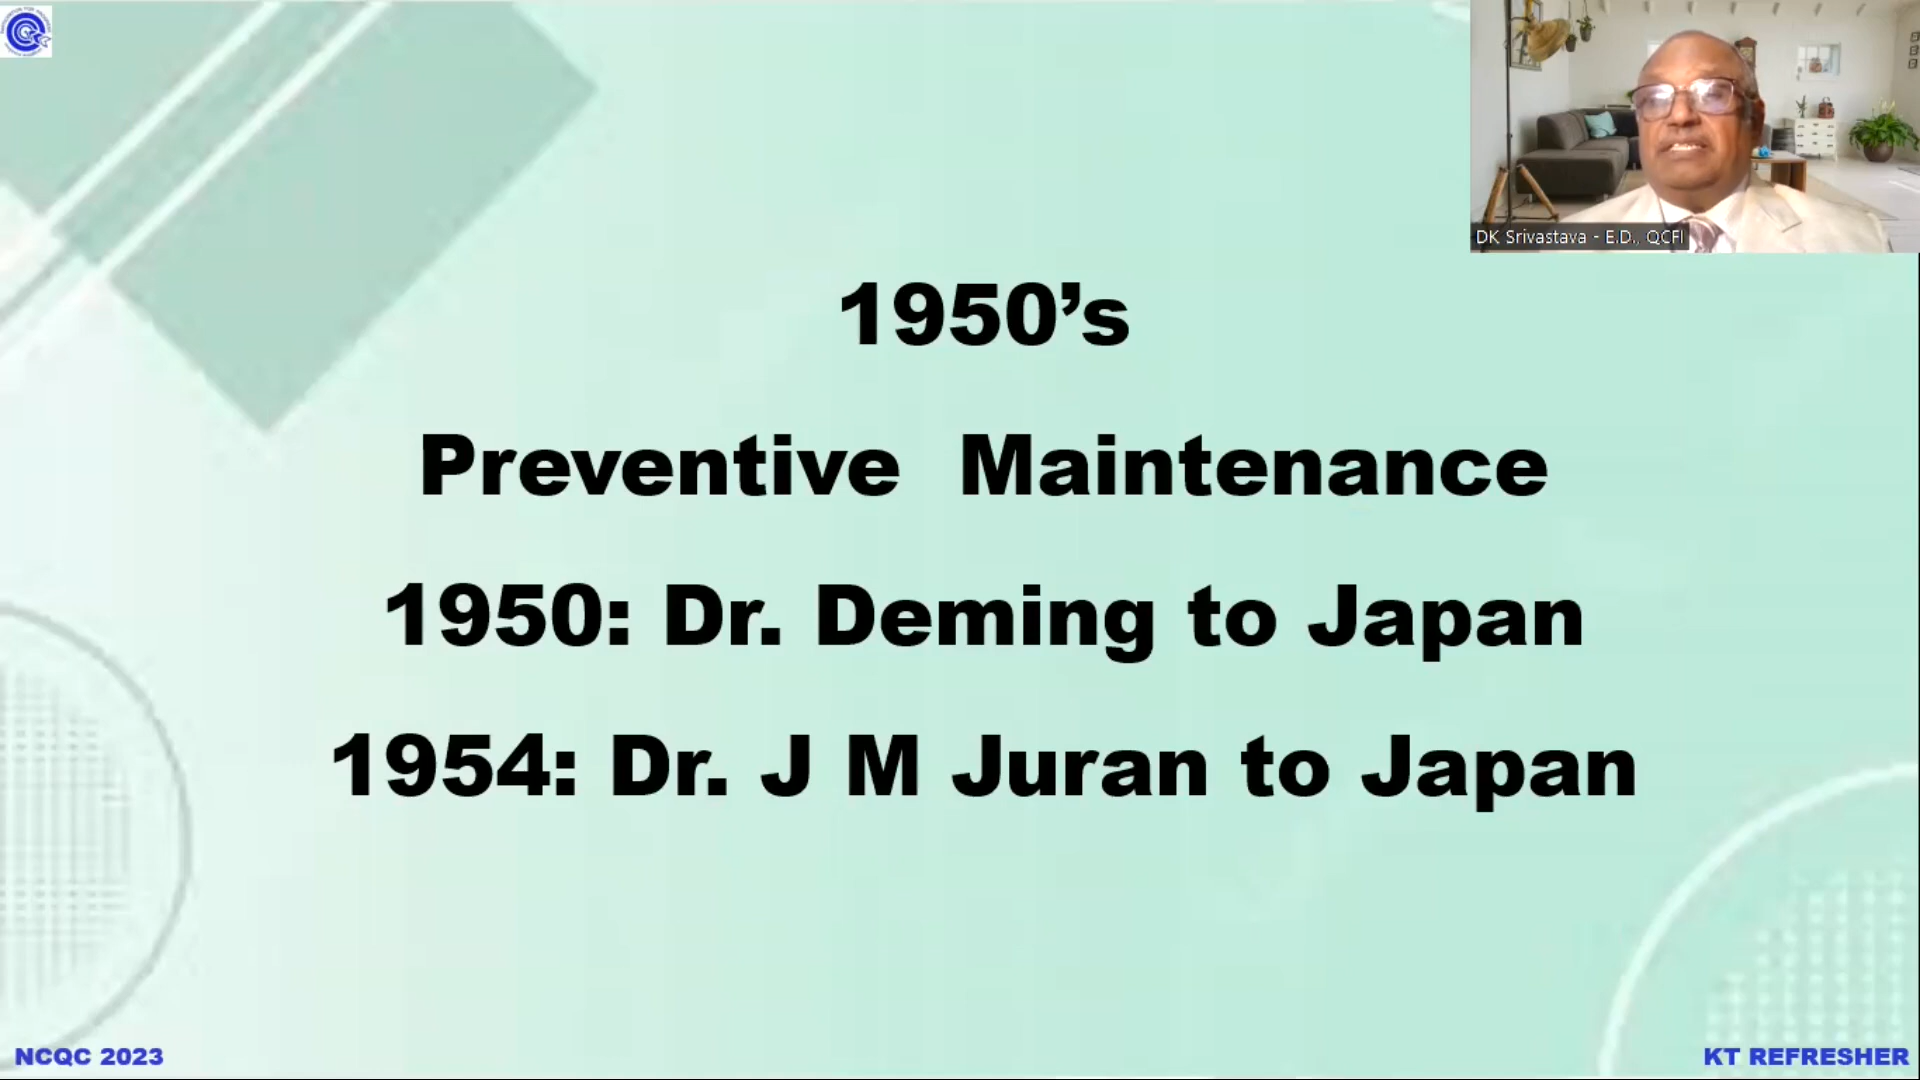 DK Srivastava - E.D., QCFI
1950’s
Preventive Maintenance
1950: Dr. Deming to Japan
1954: Dr. J M Juran to Japan
NCQC 2023
KT REFRESHER